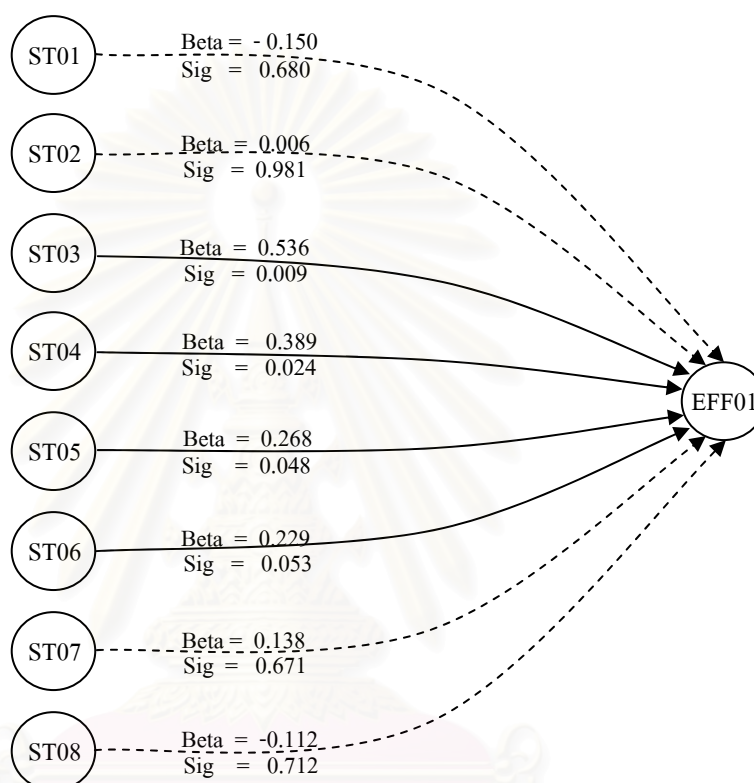 ST01
Beta = - 0.150
Sig = 0.680
ST02
Beta = 0.006
Sig = 0.981
ST03
Beta = 0.536
Sig = 0.009
ST04
Beta = 0.389
Sig = 0.024
EFF01
ST05
Beta = 0.268
Sig = 0.048
ST06
Beta = 0.229
Sig = 0.053
ST07
Beta = 0.138
Sig = 0.671
ST08
Beta = -0.112
Sig = 0.712